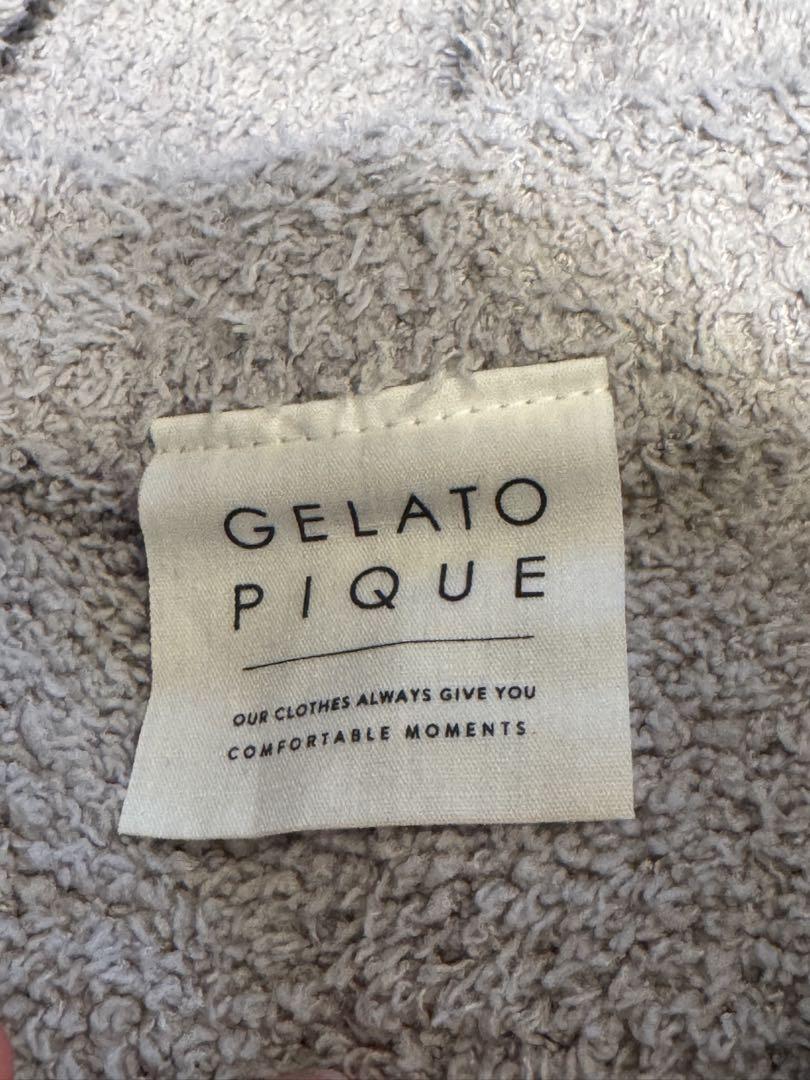 GELATO
PIQUE
OUR CLOTHES ALWAYS GIVE YOU
COMFORTABLE MOMENTS.